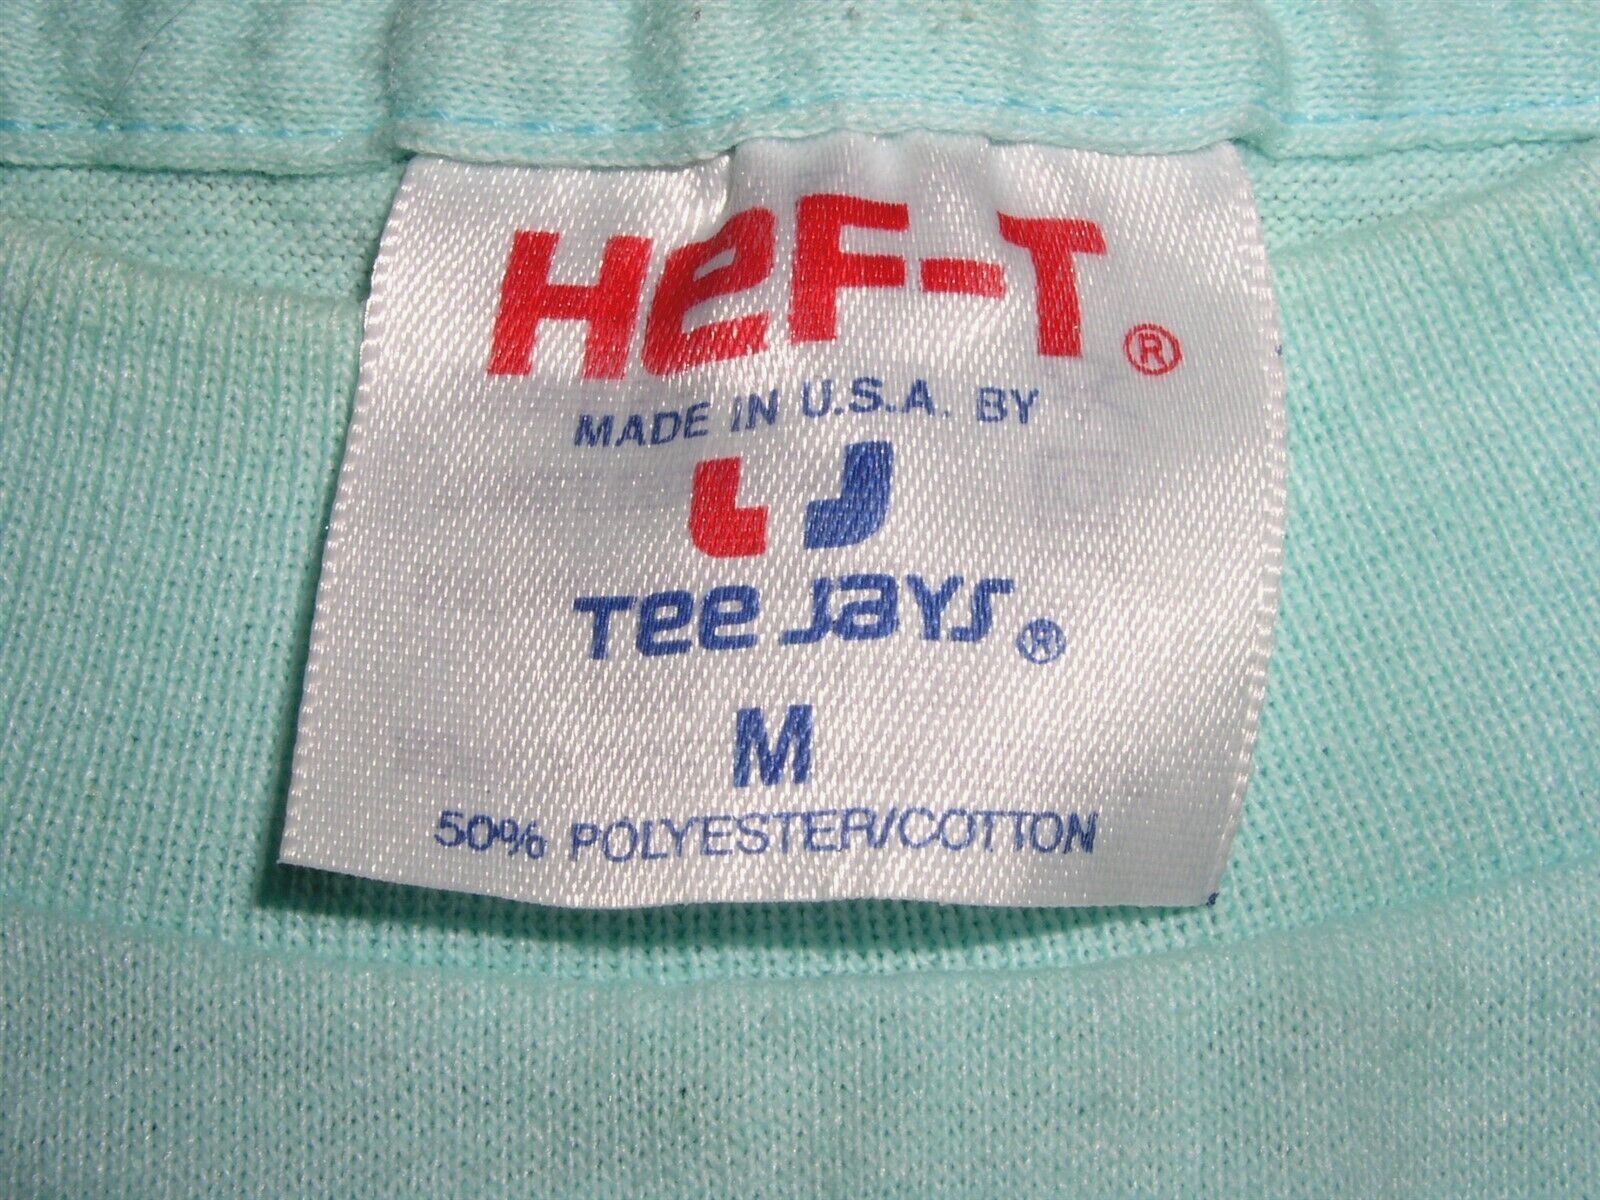 HeF-T®
MADE IN U.S.A. BY
Tee Jays®
M
50% POLYESTER/COTTON